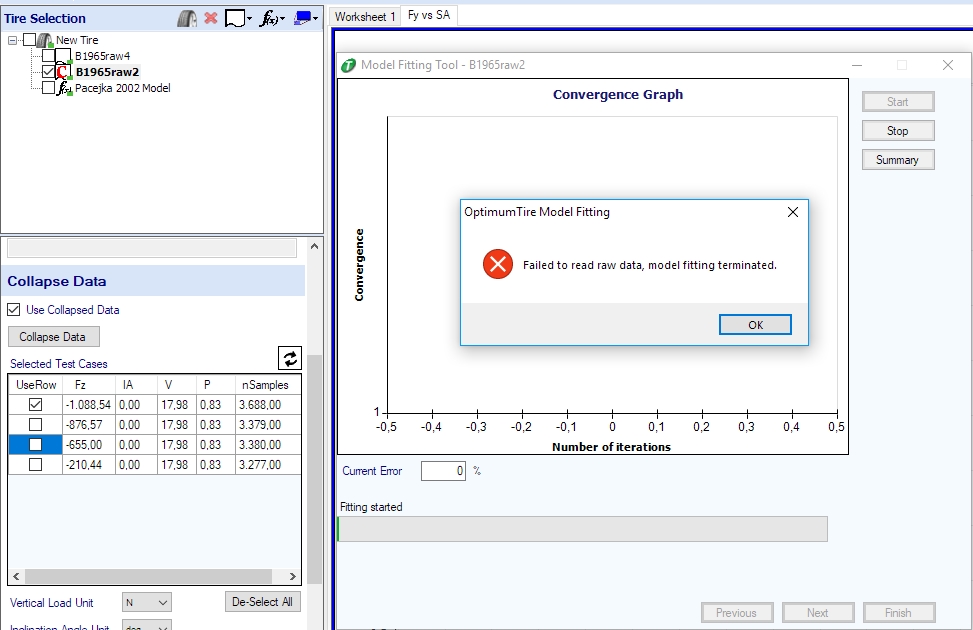 Tire Selection
f(x)
Worksheet 1
Fy vs SA
New Tire
B1965raw4
C B1965raw2
Pacejka 2002 Model
Model Fitting Tool - B1965raw2
Convergence Graph
Convergence
1
-0,5 -0,4 -0,3 -0,2 -0,1 0 0,1 0,2 0,3 0,4 0,5
Number of iterations
Start
Stop
Summary
OptimumTire Model Fitting
Failed to read raw data, model fitting terminated.
OK
Current Error 0 %
Fitting started
Previous Next Finish
Collapse Data
Use Collapsed Data
Collapse Data
Selected Test Cases
UseRow Fz IA V P nSamples
-1.088,54 0,00 17,98 0,83 3.688,00
-876,57 0,00 17,98 0,83 3.379,00
-655,00 0,00 17,98 0,83 3.380,00
-210,44 0,00 17,98 0,83 3.277,00
Vertical Load Unit N De-Select All
Inclination Angle Unit deg